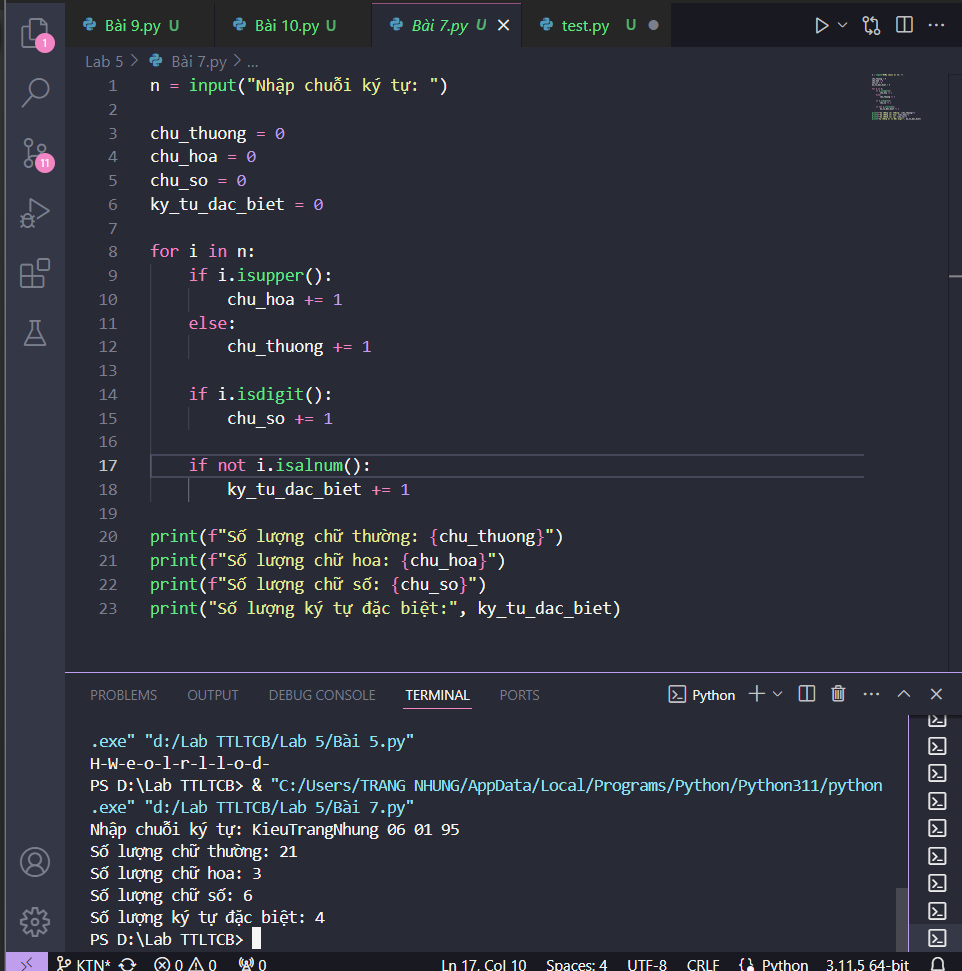 1
11
Bài 9.py U
Bài 10.py U
Bài 7.py U
test.py U
Lab 5 > Bài 7.py > ...
1 n = input("Nhập chuỗi ký tự: ")
2
3 chu_thuong = 0
4 chu_hoa = 0
5 chu_so = 0
6 ky_tu_dac_biet = 0
7
8 for i in n:
9     if i.isupper():
10         chu_hoa += 1
11     else:
12         chu_thuong += 1
13
14     if i.isdigit():
15         chu_so += 1
16
17     if not i.isalnum():
18         ky_tu_dac_biet += 1
19
20 print(f"Số lượng chữ thường: {chu_thuong}")
21 print(f"Số lượng chữ hoa: {chu_hoa}")
22 print(f"Số lượng chữ số: {chu_so}")
23 print("Số lượng ký tự đặc biệt:", ky_tu_dac_biet)
PROBLEMS OUTPUT DEBUG CONSOLE TERMINAL PORTS Python
.exe" "d:/Lab TTLTCB/Lab 5/Bài 5.py"
H-W-e-o-l-r-l-l-o-d-
PS D:\Lab TTLTCB> & "C:/Users/TRANG NHUNG/AppData/Local/Programs/Python/Python311/python
.exe" "d:/Lab TTLTCB/Lab 5/Bài 7.py"
Nhập chuỗi ký tự: KieuTrangNhung 06 01 95
Số lượng chữ thường: 21
Số lượng chữ hoa: 3
Số lượng chữ số: 6
Số lượng ký tự đặc biệt: 4
PS D:\Lab TTLTCB>
KTN* 0 0 0 Ln 17, Col 10 Spaces: 4 UTF-8 CRLF Python 3.11.5 64-bit